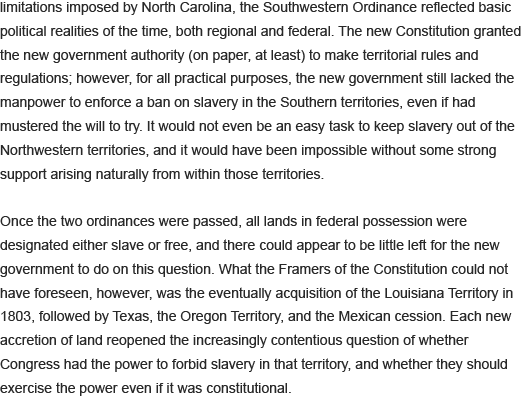 limitations imposed by North Carolina, the Southwestern Ordinance reflected basic
political realities of the time, both regional and federal. The new Constitution granted
the new government authority (on paper, at least) to make territorial rules and
regulations; however, for all practical purposes, the new government still lacked the
manpower to enforce a ban on slavery in the Southern territories, even if had
mustered the will to try. It would not even be an easy task to keep slavery out of the
Northwestern territories, and it would have been impossible without some strong
support arising naturally from within those territories.
Once the two ordinances were passed, all lands in federal possession were
designated either slave or free, and there could appear to be little left for the new
government to do on this question. What the Framers of the Constitution could not
have foreseen, however, was the eventually acquisition of the Louisiana Territory in
1803, followed by Texas, the Oregon Territory, and the Mexican cession. Each new
accretion of land reopened the increasingly contentious question of whether
Congress had the power to forbid slavery in that territory, and whether they should
exercise the power even if it was constitutional.